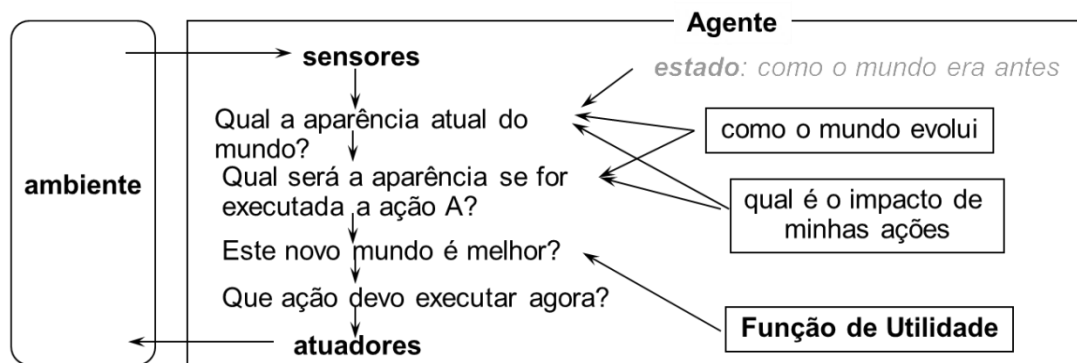 Agente
sensores
estado: como o mundo era antes
Qual a aparência atual do
mundo?
como o mundo evolui
ambiente
Qual será a aparência se for
executada a ação A?
qual é o impacto de
minhas ações
Este novo mundo é melhor?
Que ação devo executar agora?
Função de Utilidade
atuadores